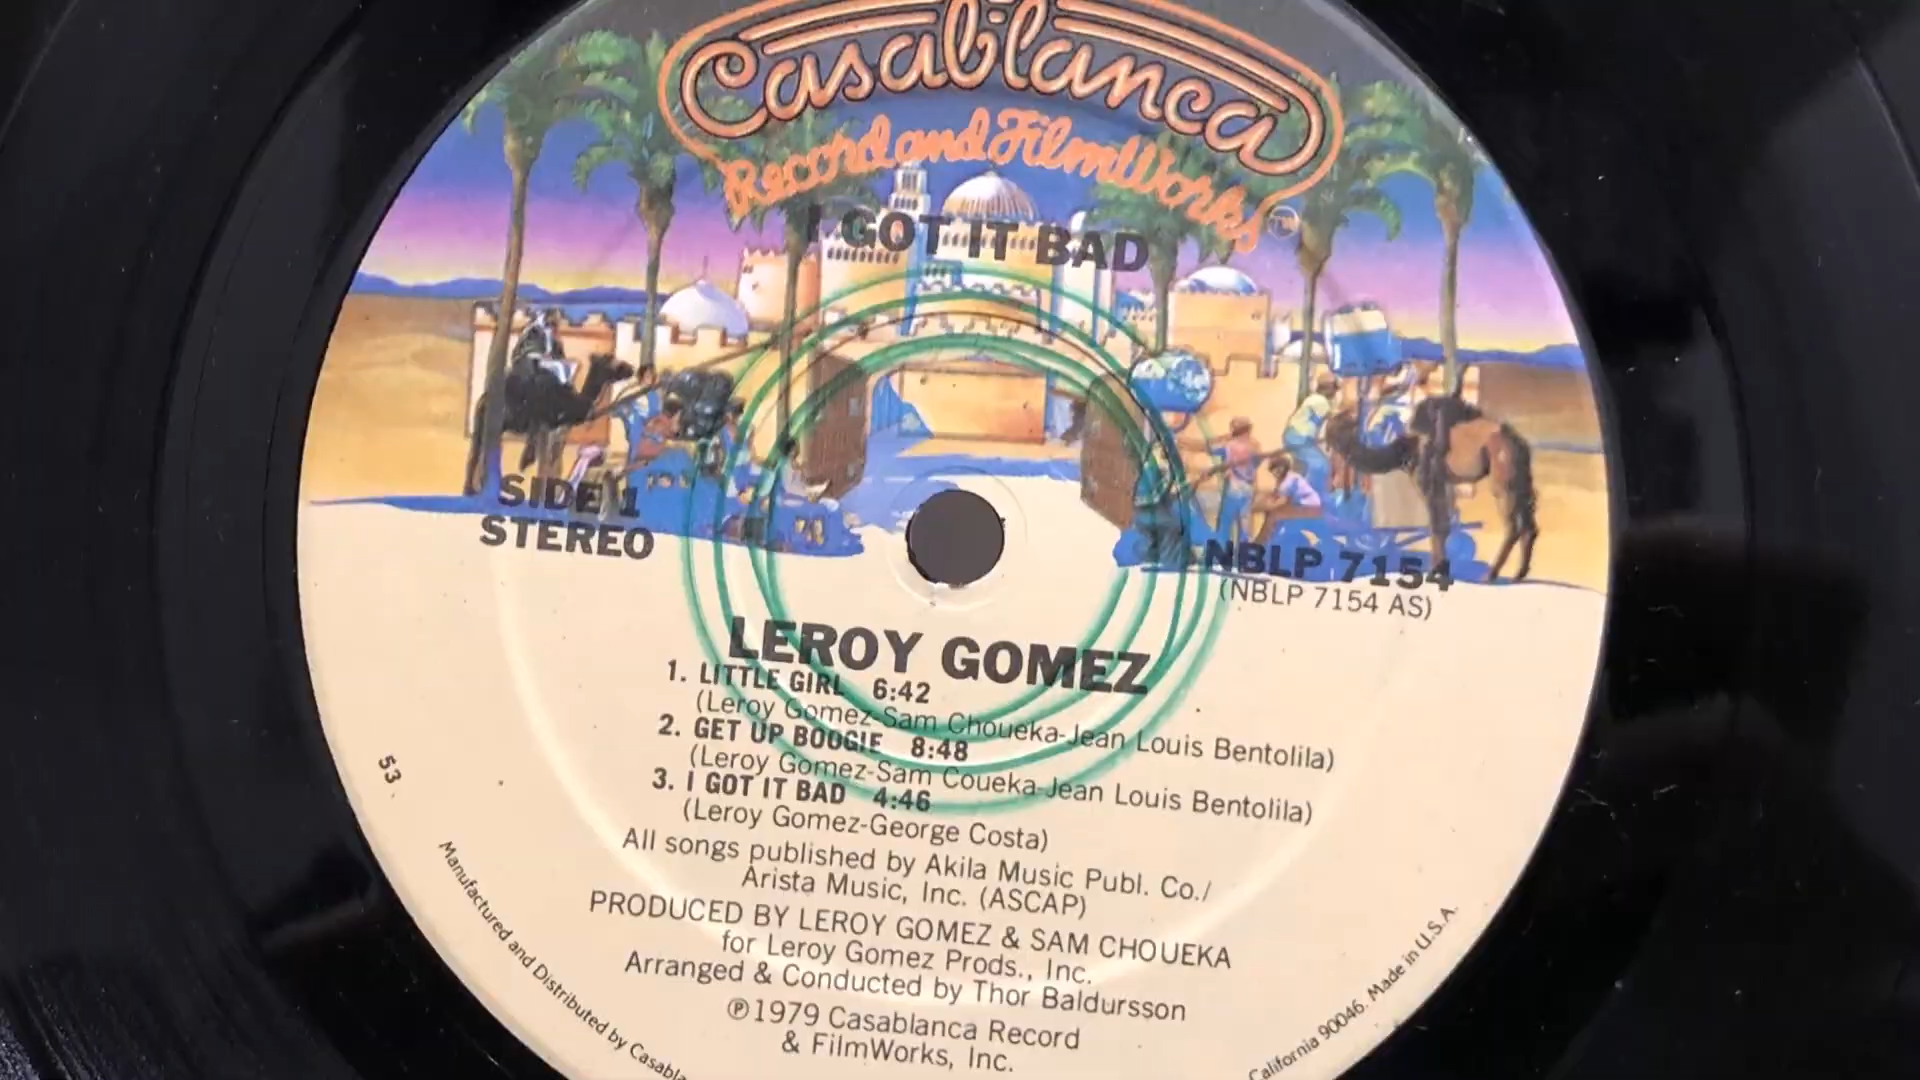 Casablanca
Record and FilmWorks
TM
I GOT IT BAD
SIDE 1
STEREO
NBLP 7154
(NBLP 7154 AS)
LEROY GOMEZ
1. LITTLE GIRL 6:42
(Leroy Gomez-Sam Choueka-Jean Louis Bentolila)
2. GET UP BOOGIE 8:48
(Leroy Gomez-Sam Coueka-Jean Louis Bentolila)
3. I GOT IT BAD 4:46
(Leroy Gomez-George Costa)
All songs published by Akila Music Publ. Co./
Arista Music, Inc. (ASCAP)
PRODUCED BY LEROY GOMEZ & SAM CHOUEKA
for Leroy Gomez Prods., Inc.
Arranged & Conducted by Thor Baldursson
℗1979 Casablanca Record
& FilmWorks, Inc.
53
Manufactured and Distributed by Casabla
California 90046. Made in U.S.A.